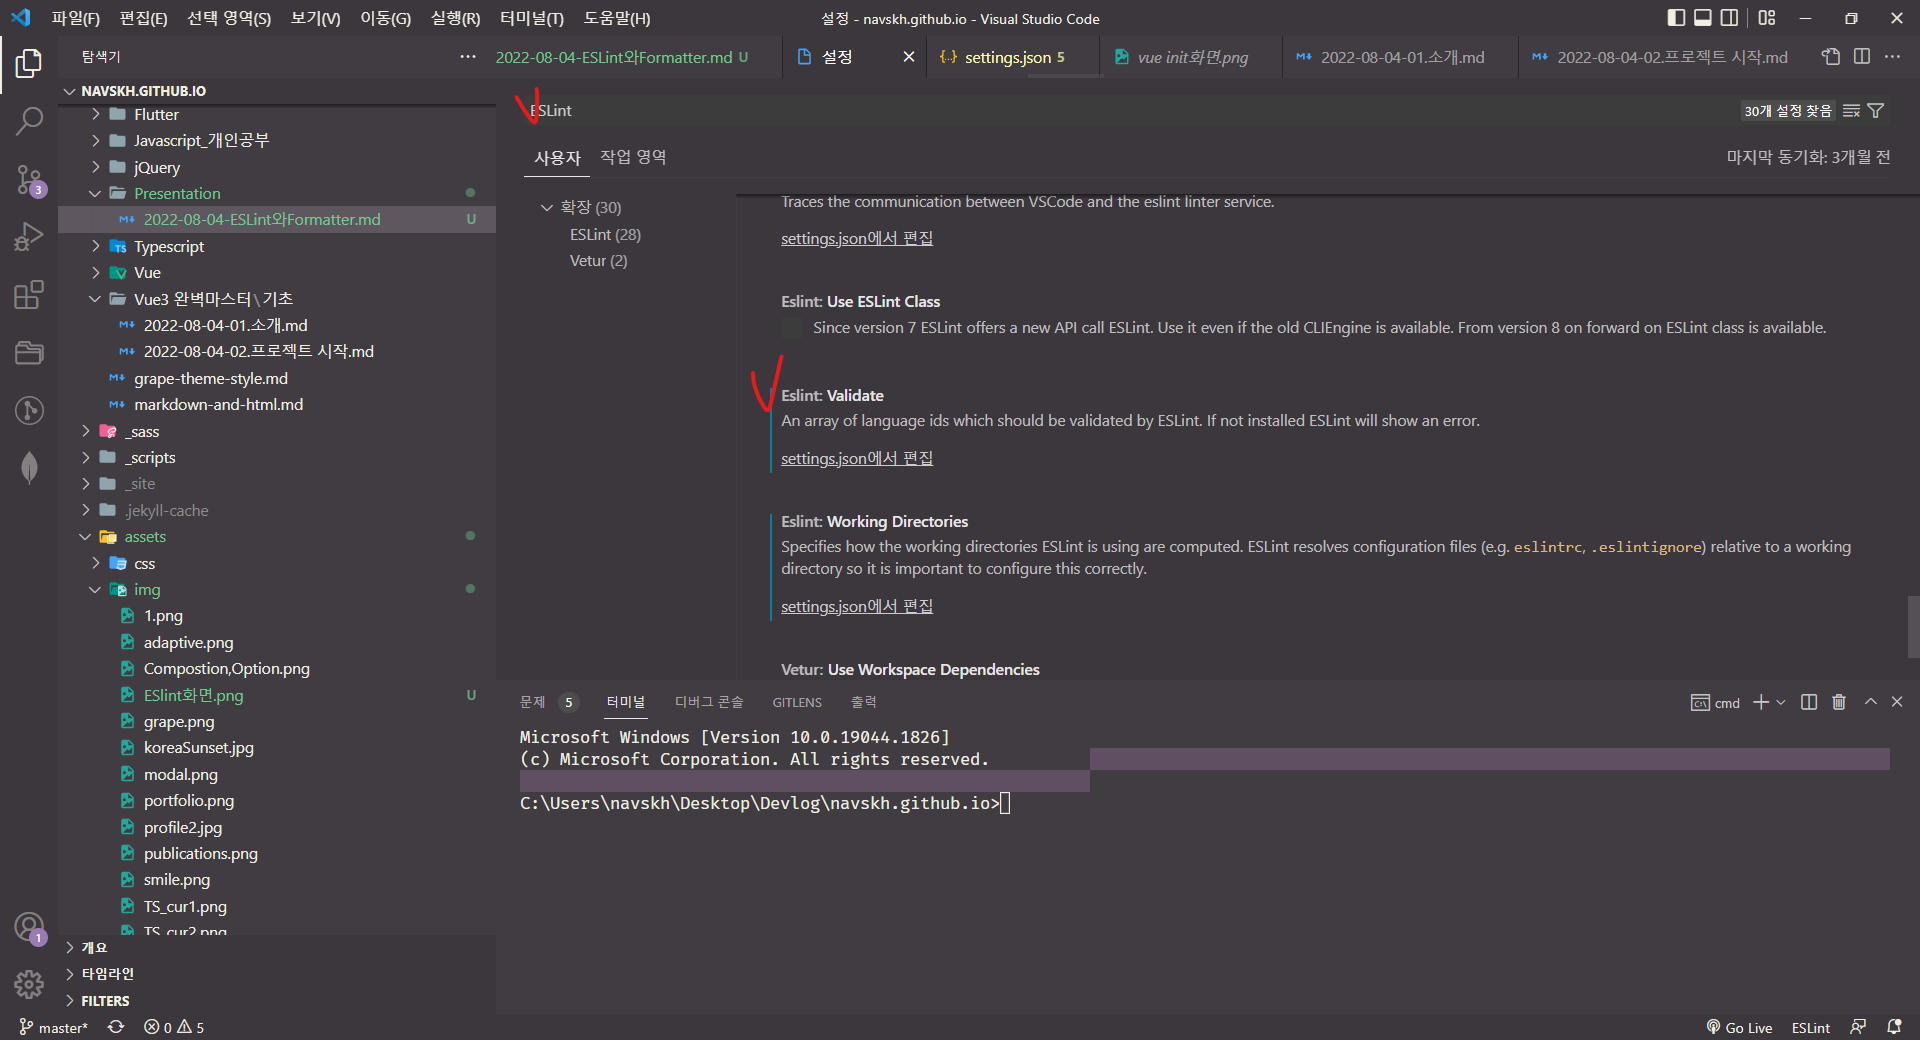 파일(F) 편집(E) 선택 영역(S) 보기(V) 이동(G) 실행(R) 터미널(T) 도움말(H) 설정 - navskh.github.io - Visual Studio Code
탐색기
2022-08-04-ESLint와Formatter.md U
설정
{..} settings.json 5
vue init화면.png
2022-08-04-01.소개.md
2022-08-04-02.프로젝트 시작.md
NAVSKH.GITHUB.IO
Flutter
Javascript_개인공부
jQuery
Presentation
2022-08-04-ESLint와Formatter.md U
TS Typescript
Vue
Vue3 완벽마스터\기초
2022-08-04-01.소개.md
2022-08-04-02.프로젝트 시작.md
grape-theme-style.md
markdown-and-html.md
_sass
_scripts
_site
.jekyll-cache
assets
css
img
1.png
adaptive.png
Compostion,Option.png
ESlint화면.png U
grape.png
koreaSunset.jpg
modal.png
portfolio.png
profile2.jpg
publications.png
smile.png
TS_cur1.png
TS_cur2.png
개요
타임라인
FILTERS
3
1
ESLint
30개 설정 찾음
사용자 작업 영역
마지막 동기화: 3개월 전
확장 (30)
ESLint (28)
Vetur (2)
Traces the communication between VSCode and the eslint linter service.
settings.json에서 편집
Eslint: Use ESLint Class
Since version 7 ESLint offers a new API call ESLint. Use it even if the old CLIEngine is available. From version 8 on forward on ESLint class is available.
Eslint: Validate
An array of language ids which should be validated by ESLint. If not installed ESLint will show an error.
settings.json에서 편집
Eslint: Working Directories
Specifies how the working directories ESLint is using are computed. ESLint resolves configuration files (e.g. eslintrc, .eslintignore) relative to a working
directory so it is important to configure this correctly.
settings.json에서 편집
Vetur: Use Workspace Dependencies
문제 5 터미널 디버그 콘솔 GITLENS 출력
cmd
Microsoft Windows [Version 10.0.19044.1826]
(c) Microsoft Corporation. All rights reserved.
C:\Users\navskh\Desktop\Devlog\navskh.github.io>
master* 0 5
Go Live ESLint